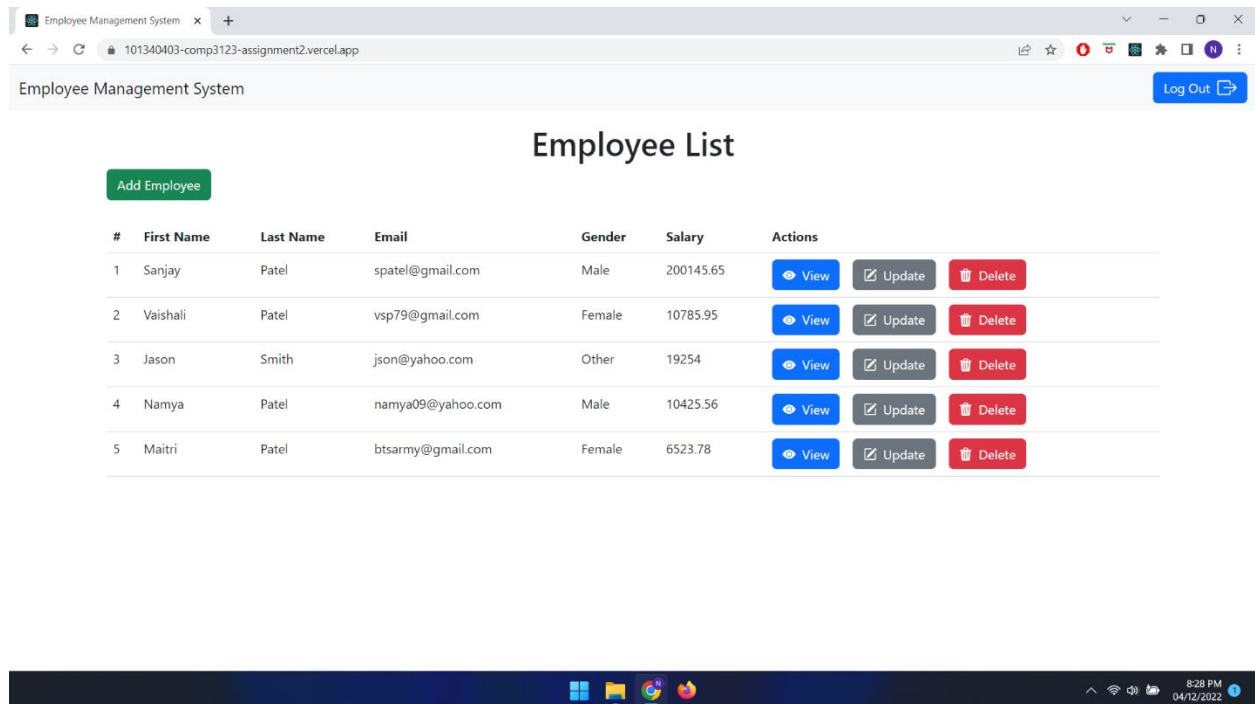 Employee Management System
101340403-comp3123-assignment2.vercel.app
N
Employee Management System
Log Out
Employee List
Add Employee
# First Name Last Name Email Gender Salary Actions
1 Sanjay Patel spatel@gmail.com Male 200145.65 View Update Delete
2 Vaishali Patel vsp79@gmail.com Female 10785.95 View Update Delete
3 Jason Smith json@yahoo.com Other 19254 View Update Delete
4 Namya Patel namya09@yahoo.com Male 10425.56 View Update Delete
5 Maitri Patel btsarmy@gmail.com Female 6523.78 View Update Delete
8:28 PM
04/12/2022
1